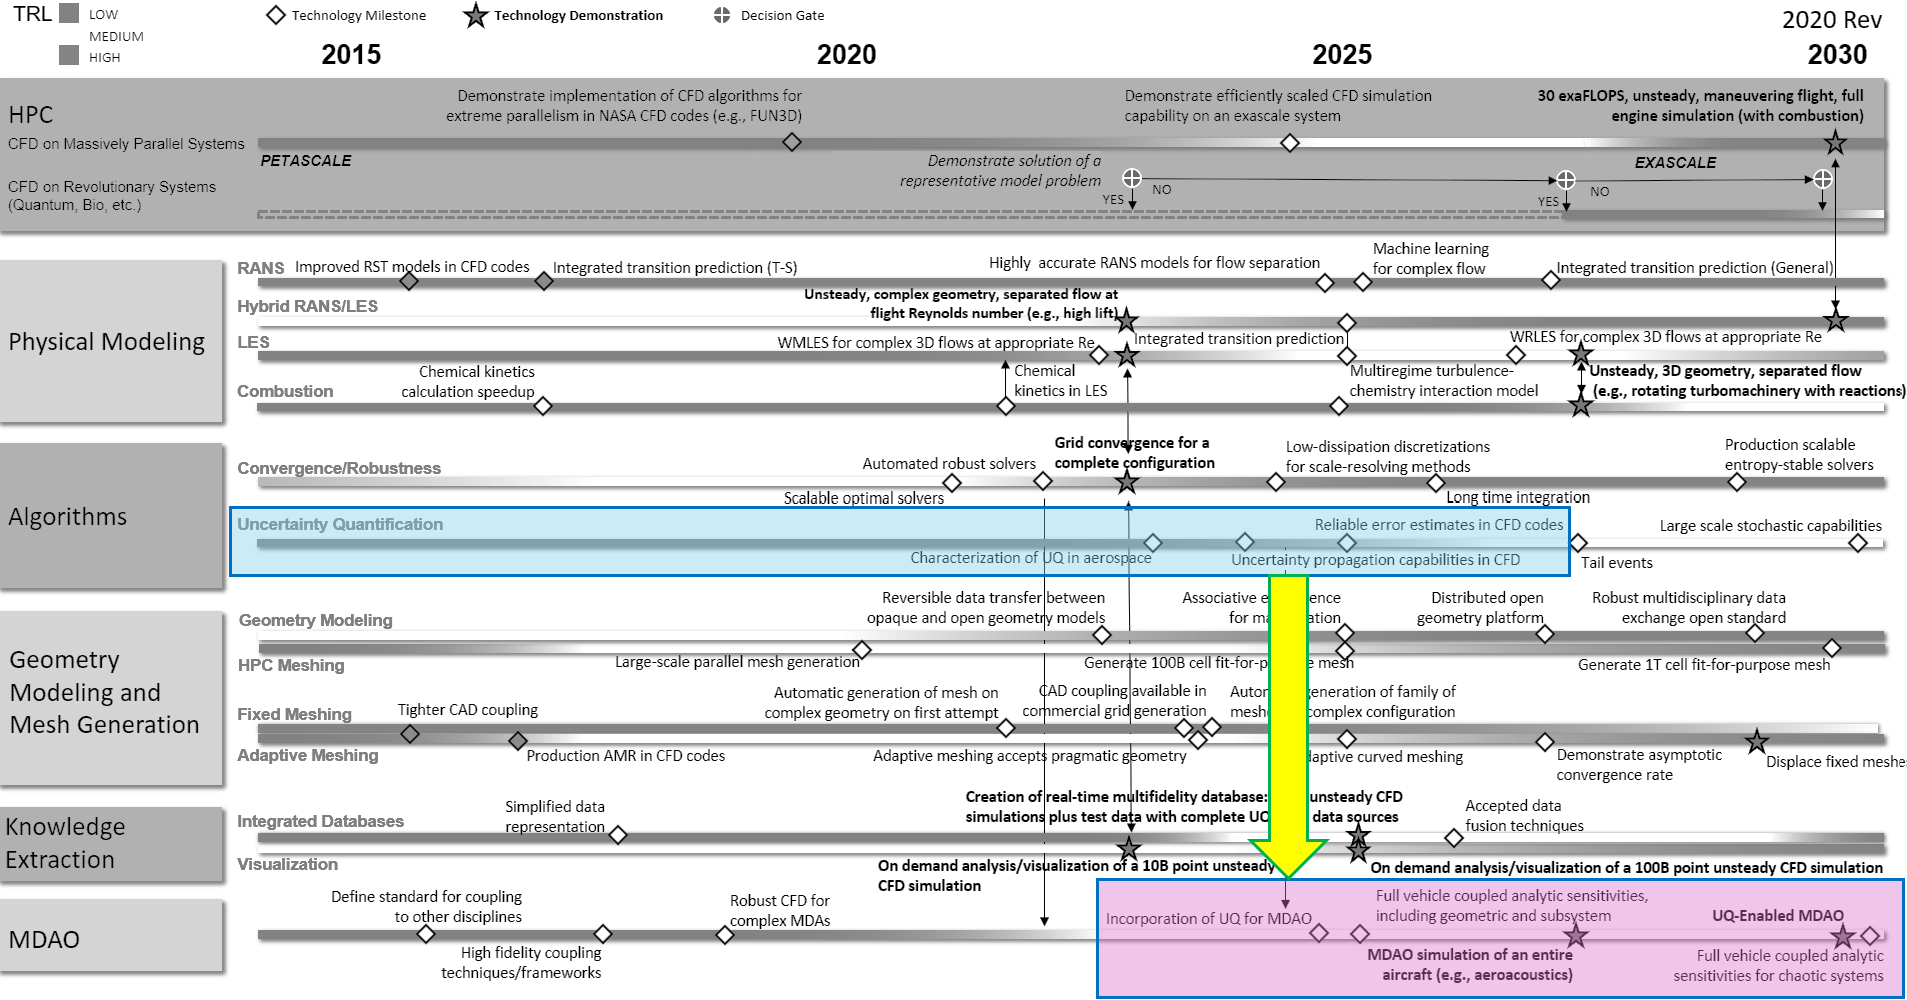 TRL LOW
MEDIUM
HIGH
Technology Milestone
Technology Demonstration
Decision Gate
2020 Rev
2015
2020
2025
2030
HPC
CFD on Massively Parallel Systems
CFD on Revolutionary Systems
(Quantum, Bio, etc.)
Demonstrate implementation of CFD algorithms for
extreme parallelism in NASA CFD codes (e.g., FUN3D)
Demonstrate efficiently scaled CFD simulation
capability on an exascale system
30 exaFLOPS, unsteady, maneuvering flight, full
engine simulation (with combustion)
PETASCALE
Demonstrate solution of a
representative model problem
YES
NO
YES
NO
EXASCALE
Physical Modeling
RANS
Improved RST models in CFD codes
Integrated transition prediction (T-S)
Highly accurate RANS models for flow separation
Machine learning
for complex flow
Integrated transition prediction (General)
Hybrid RANS/LES
Unsteady, complex geometry, separated flow at
flight Reynolds number (e.g., high lift)
LES
WMLES for complex 3D flows at appropriate Re
Integrated transition prediction
WRLES for complex 3D flows at appropriate Re
Combustion
Chemical kinetics
calculation speedup
Chemical
kinetics in LES
Multiregime turbulence-
chemistry interaction model
Unsteady, 3D geometry, separated flow
(e.g., rotating turbomachinery with reactions)
Algorithms
Convergence/Robustness
Automated robust solvers
Scalable optimal solvers
Grid convergence for a
complete configuration
Low-dissipation discretizations
for scale-resolving methods
Long time integration
Production scalable
entropy-stable solvers
Uncertainty Quantification
Characterization of UQ in aerospace
Reliable error estimates in CFD codes
Uncertainty propagation capabilities in CFD
Large scale stochastic capabilities
Tail events
Geometry
Modeling and
Mesh Generation
Geometry Modeling
Reversible data transfer between
opaque and open geometry models
Associative
for
Distributed open
geometry platform
Robust multidisciplinary data
exchange open standard
HPC Meshing
Large-scale parallel mesh generation
Generate 100B cell mesh
Generate 1T cell fit-for-purpose mesh
Fixed Meshing
Tighter CAD coupling
Automatic generation of mesh on
complex geometry on first attempt
CAD coupling available in
commercial grid generation
generation of family of
complex configuration
Adaptive Meshing
Production AMR in CFD codes
Adaptive meshing accepts pragmatic geometry
curved meshing
Demonstrate asymptotic
convergence rate
Displace fixed
Knowledge
Extraction
Integrated Databases
Simplified data
representation
Creation of real-time multifidelity database: unsteady CFD
simulations plus test data with complete data sources
Accepted data
fusion techniques
Visualization
On demand analysis/visualization of a 10B point unsteady
CFD simulation
On demand analysis/visualization of a 100B point unsteady CFD simulation
MDAO
Define standard for coupling
to other disciplines
High fidelity coupling
techniques/frameworks
Robust CFD for
complex MDAs
Incorporation of UQ for MDAO
Full vehicle coupled analytic sensitivities,
including geometric and subsystem
MDAO simulation of an entire
aircraft (e.g., aeroacoustics)
UQ-Enabled MDAO
Full vehicle coupled analytic
sensitivities for chaotic systems